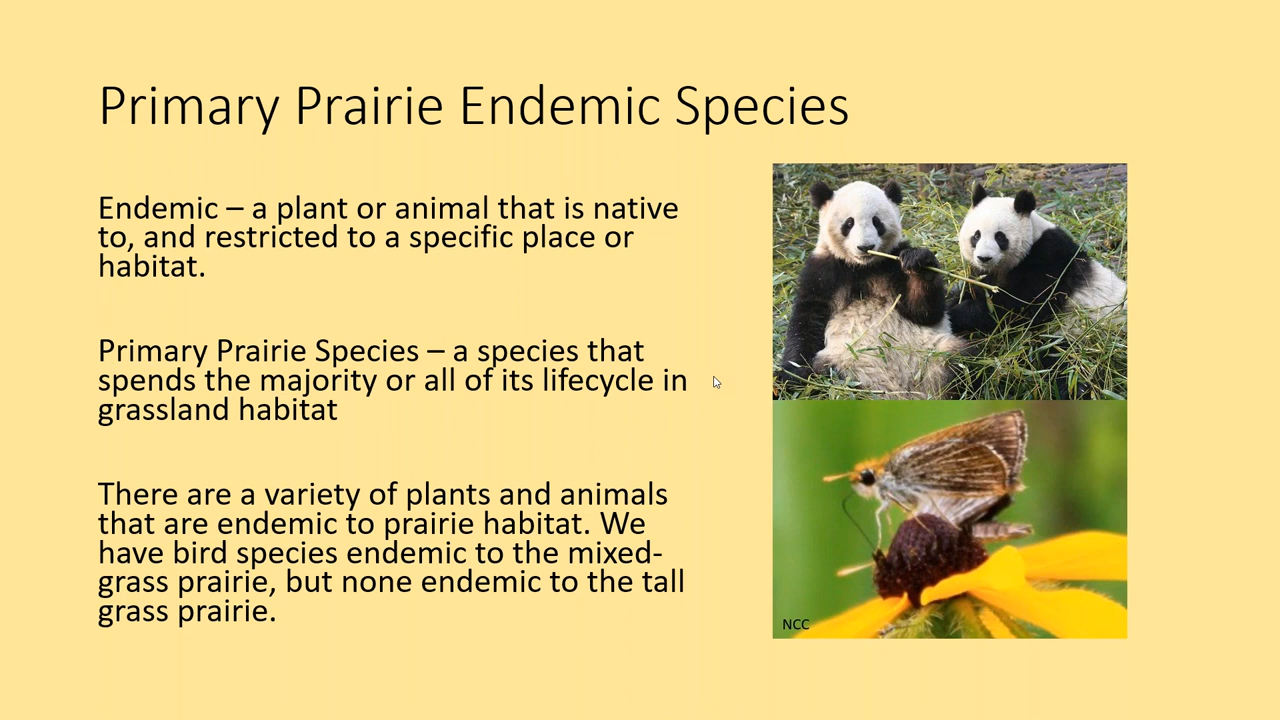 Primary Prairie Endemic Species
Endemic – a plant or animal that is native
to, and restricted to a specific place or
habitat.
Primary Prairie Species – a species that
spends the majority or all of its lifecycle in
grassland habitat
There are a variety of plants and animals
that are endemic to prairie habitat. We
have bird species endemic to the mixed-
grass prairie, but none endemic to the tall
grass prairie.
NCC